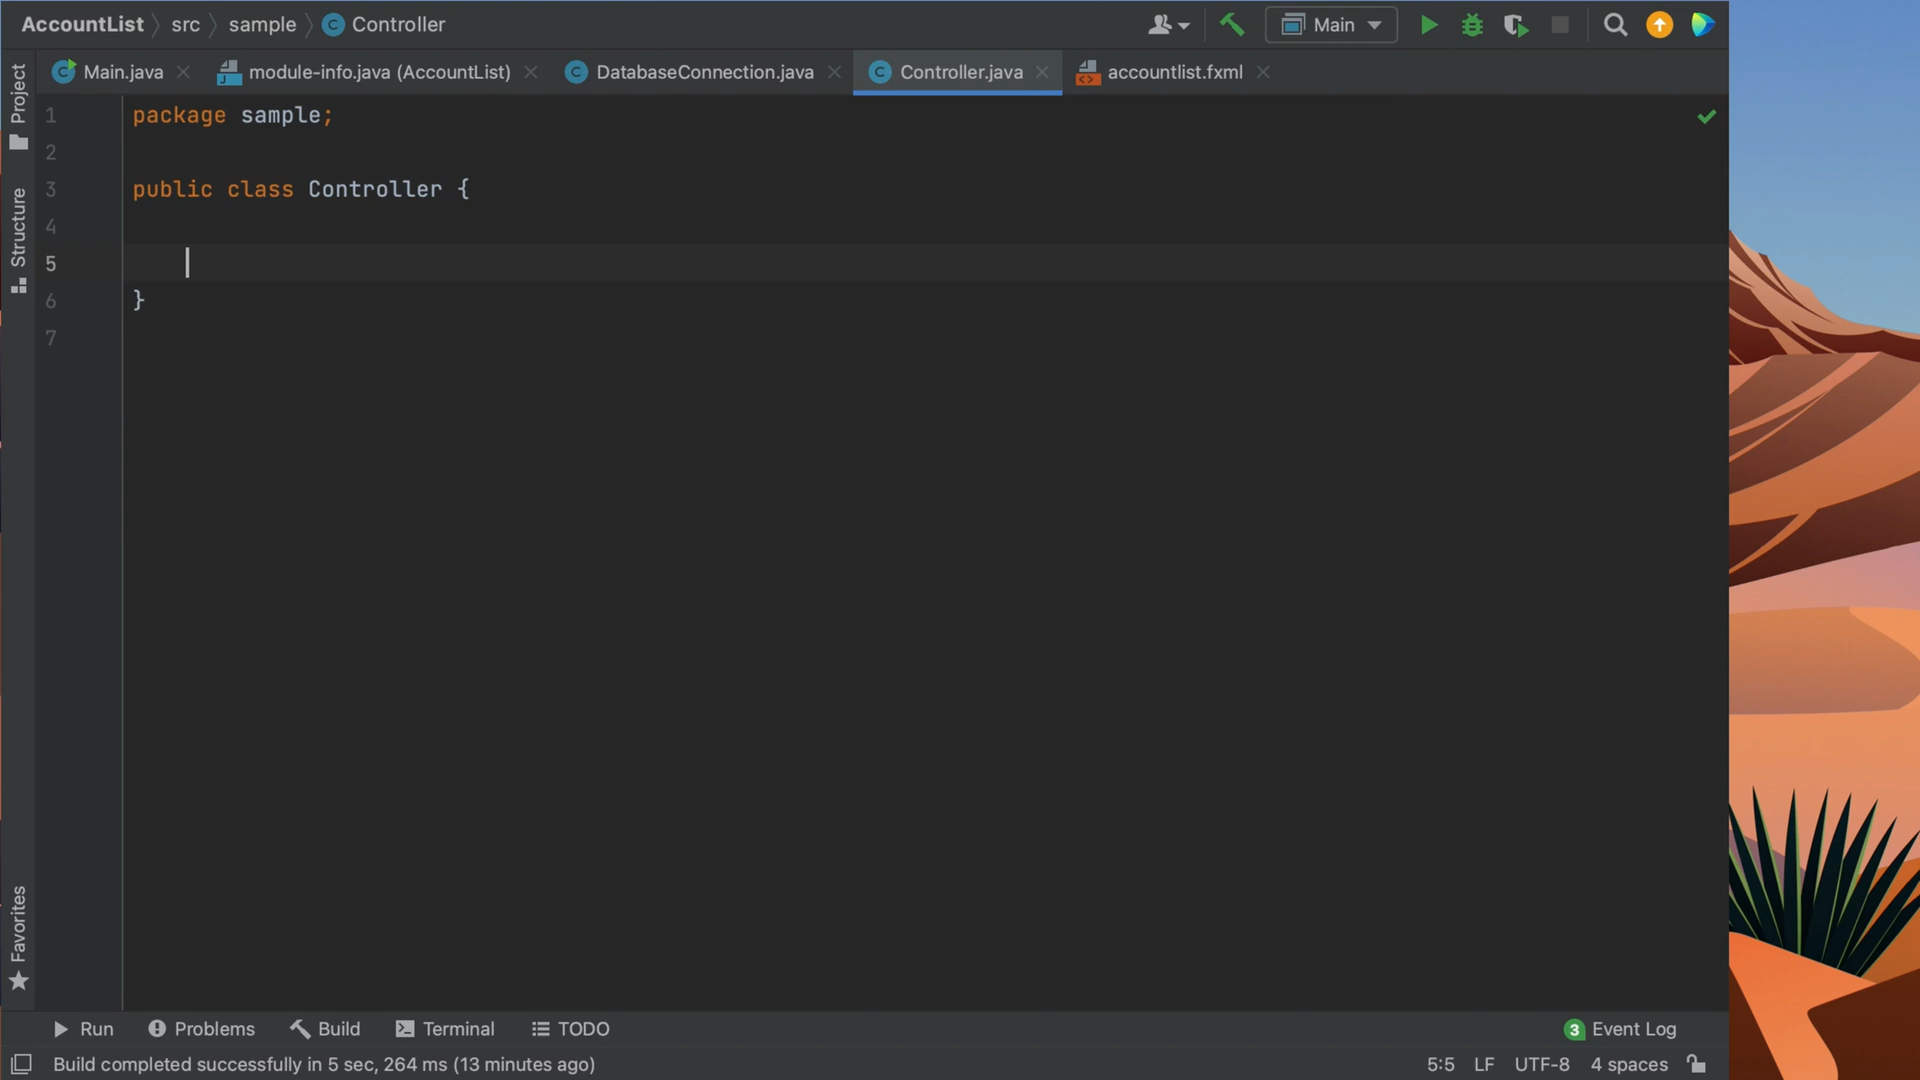 AccountList src sample Controller Main
Main.java module-info.java (AccountList) DatabaseConnection.java Controller.java accountlist.fxml
Project
Structure
Favorites
1 package sample;
2
3 public class Controller {
4
5
6 }
7
Run Problems Build Terminal TODO 3 Event Log
Build completed successfully in 5 sec, 264 ms (13 minutes ago) 5:5 LF UTF-8 4 spaces